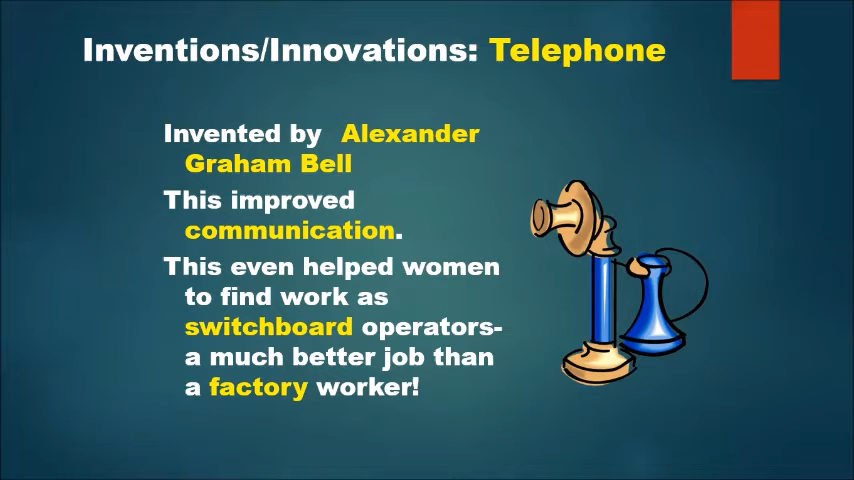 Inventions/Innovations: Telephone
Invented by Alexander
Graham Bell
This improved
communication.
This even helped women
to find work as
switchboard operators-
a much better job than
a factory worker!